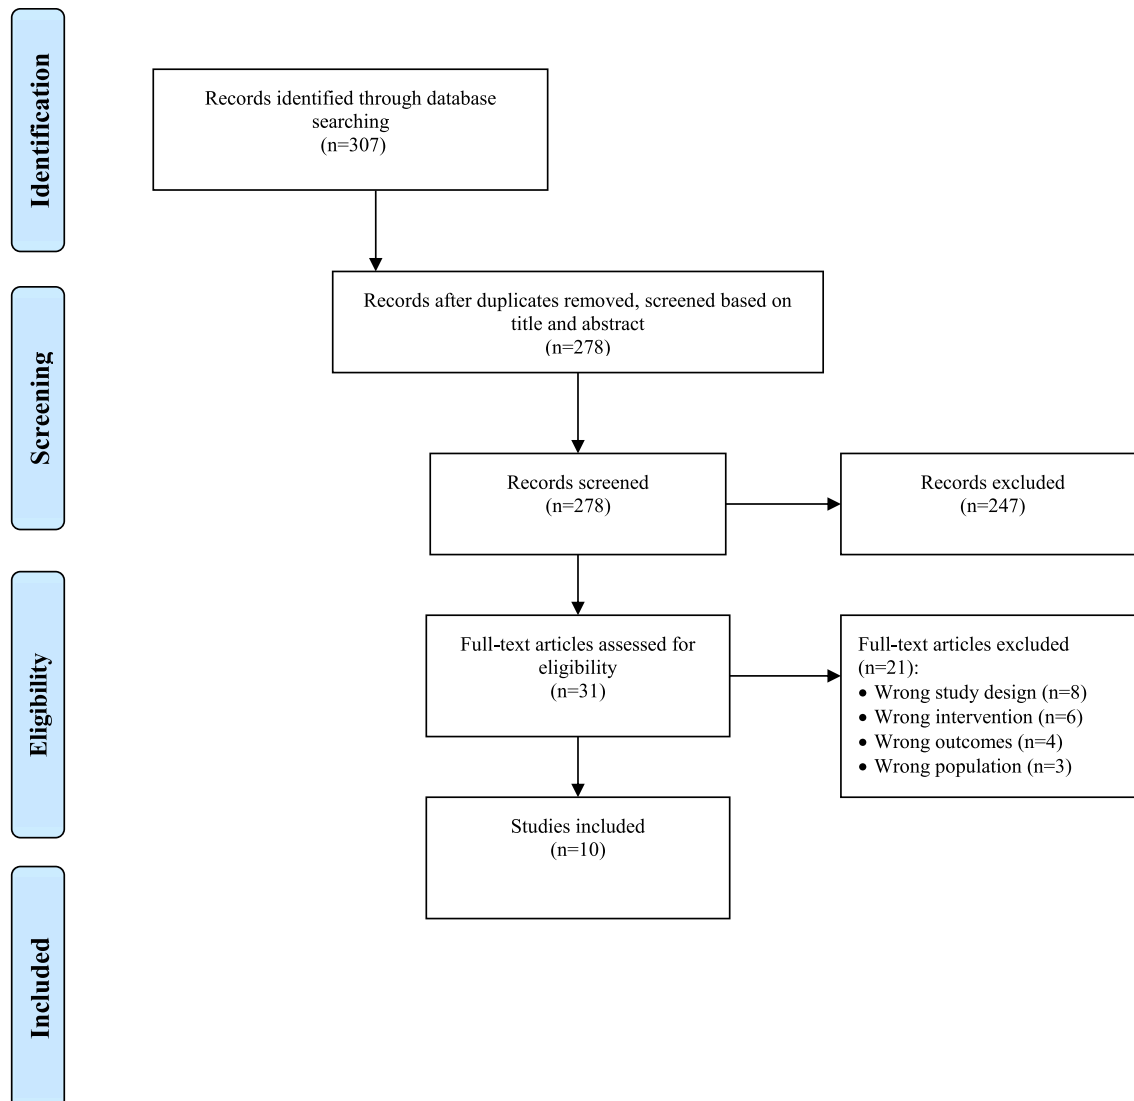 Identification
Records identified through database
searching
(n=307)
Screening
Records after duplicates removed, screened based on
title and abstract
(n=278)
Records screened
(n=278)
Records excluded
(n=247)
Eligibility
Full-text articles assessed for
eligibility
(n=31)
Full-text articles excluded
(n=21):
• Wrong study design (n=8)
• Wrong intervention (n=6)
• Wrong outcomes (n=4)
• Wrong population (n=3)
Studies included
(n=10)
Included